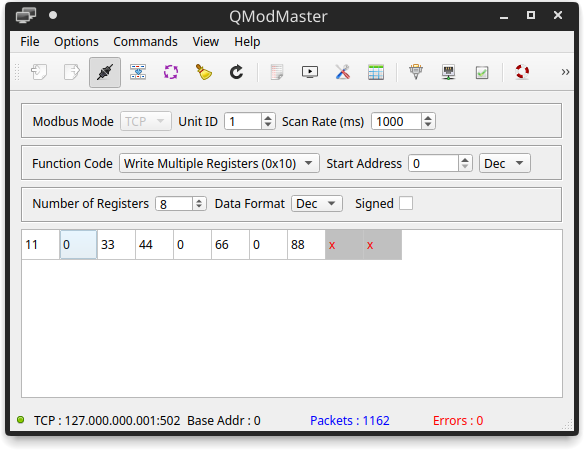 QModMaster
File Options Commands View Help
Modbus Mode TCP Unit ID 1 Scan Rate (ms) 1000
Function Code Write Multiple Registers (0x10) Start Address 0 Dec
Number of Registers 8 Data Format Dec Signed
11 0 33 44 0 66 0 88 x x
TCP : 127.000.000.001:502 Base Addr : 0 Packets : 1162 Errors : 0